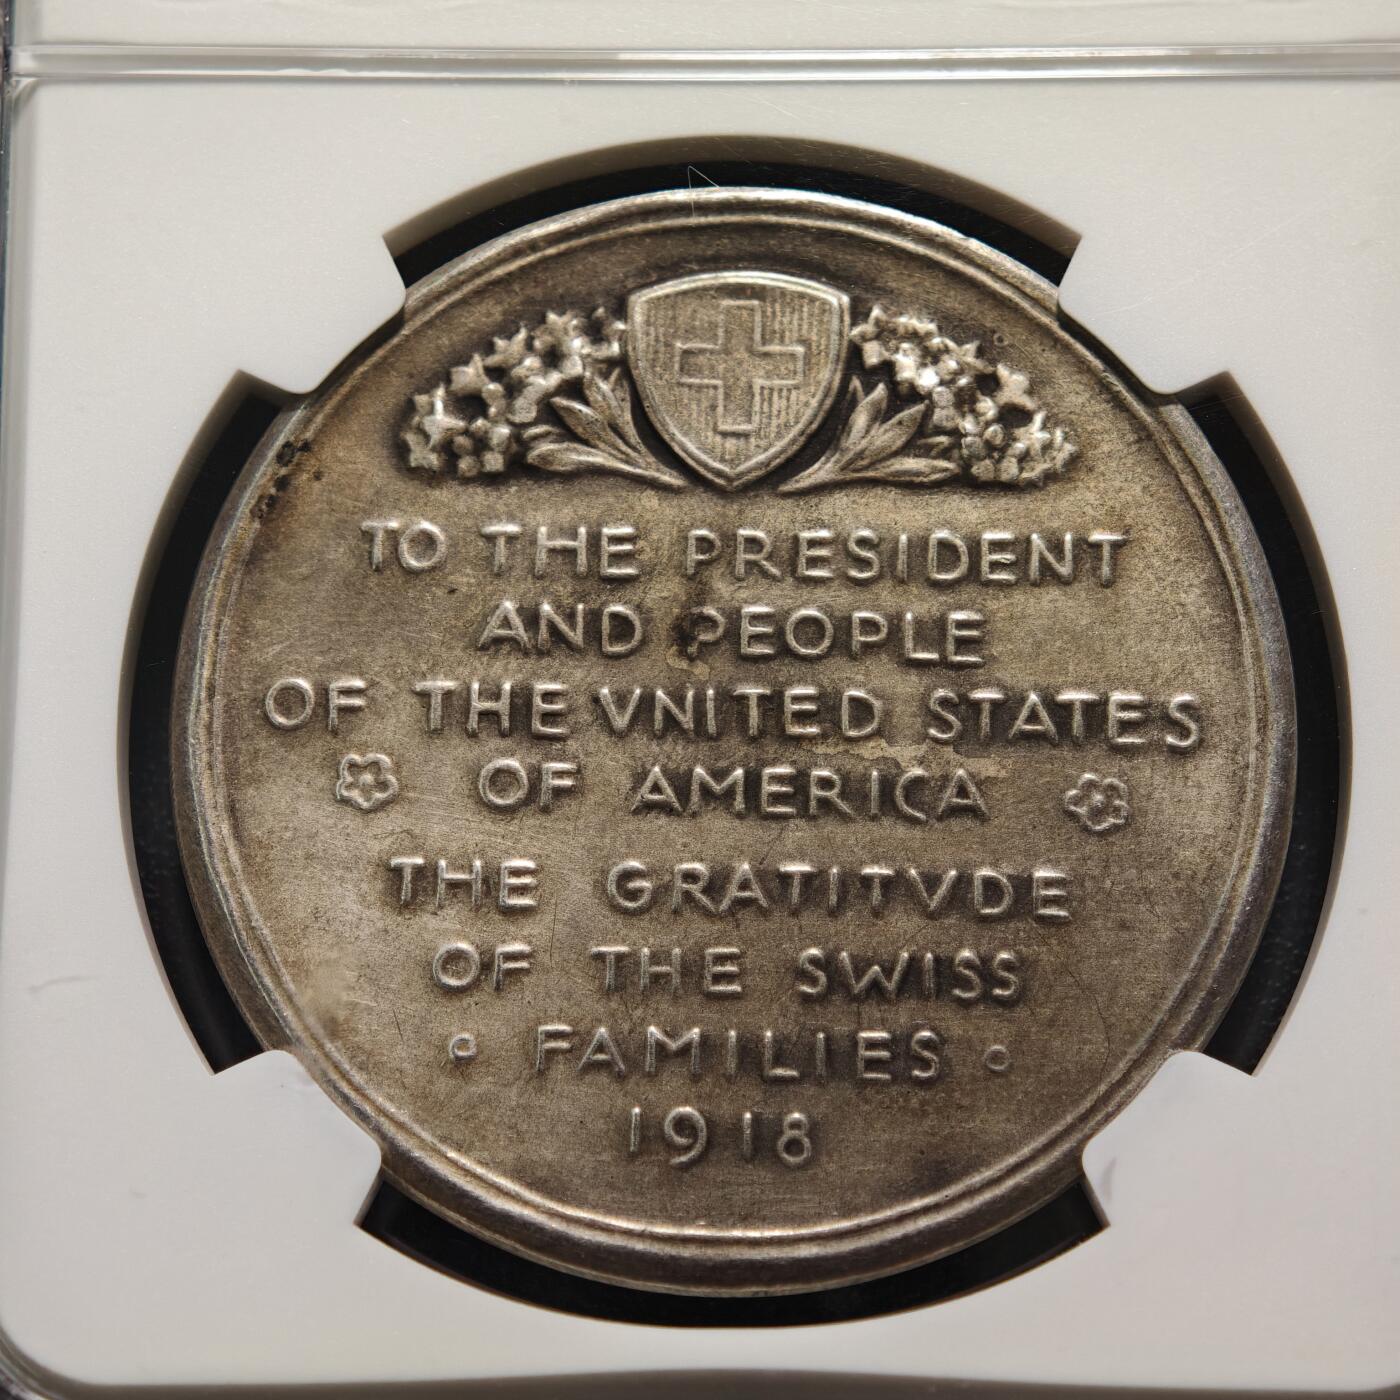 TO THE PRESIDENT
AND PEOPLE
OF THE VNITED STATES
OF AMERICA
THE GRATITVDE
OF THE SWISS
FAMILIES
1918